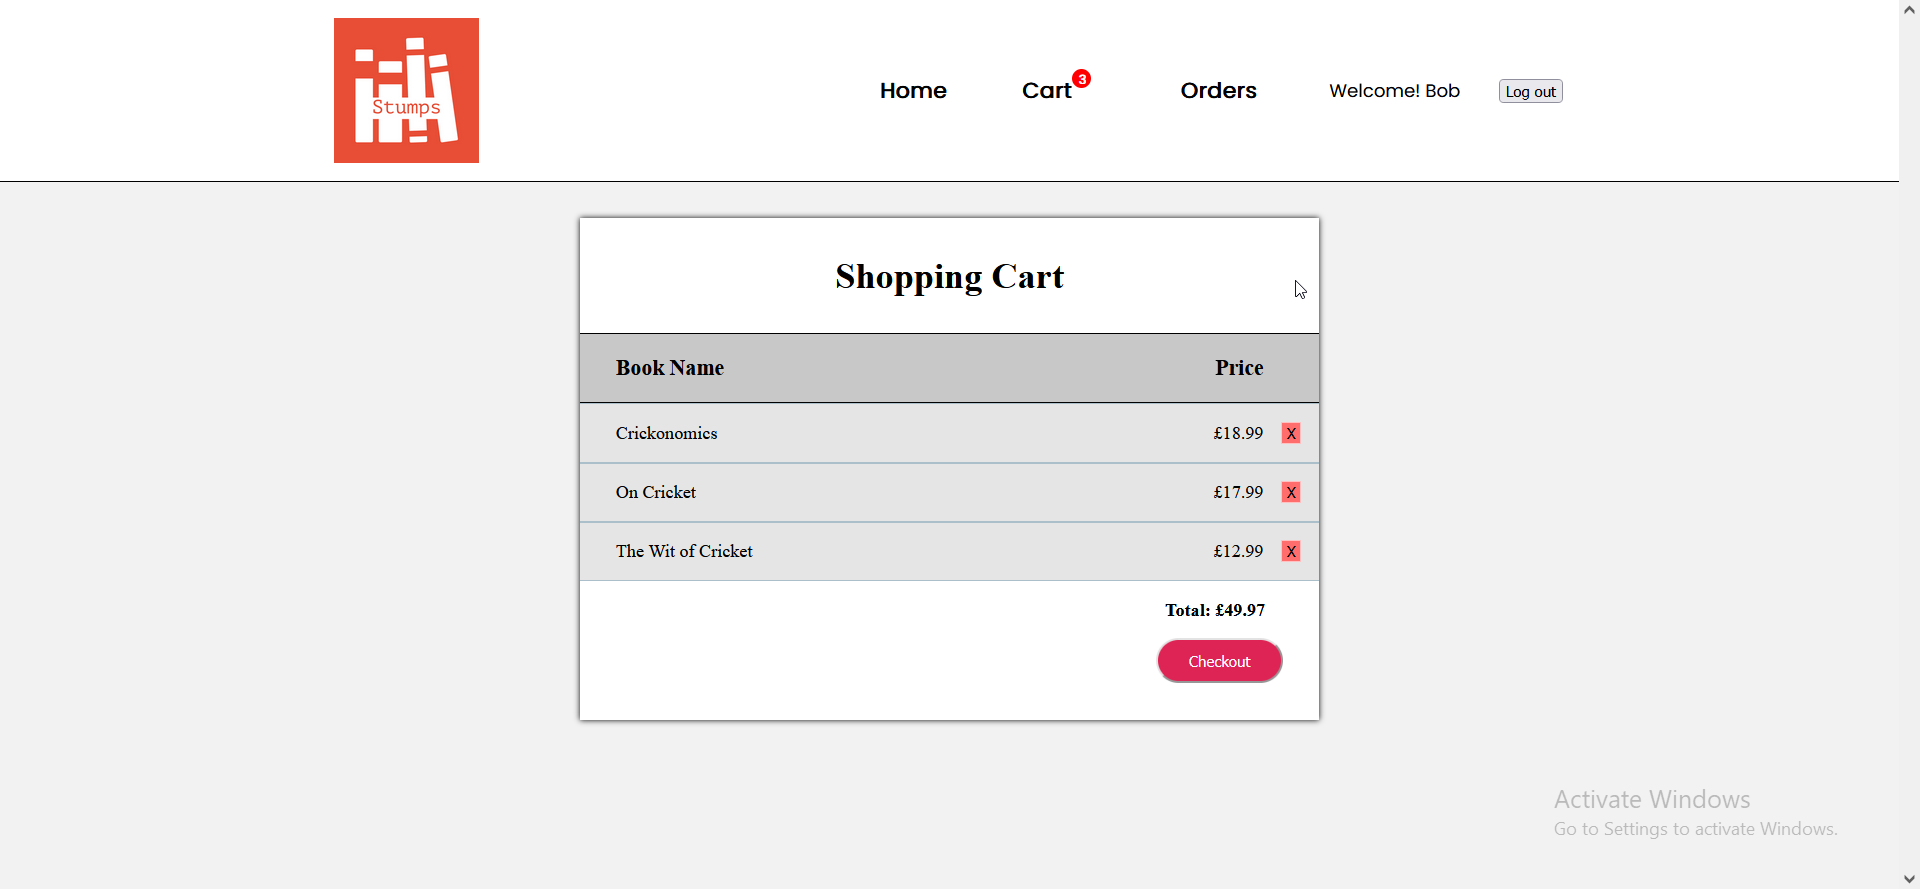 Stumps
Home Cart 3 Orders Welcome! Bob Log out
Shopping Cart
Book Name Price
Crickonomics £18.99 X
On Cricket £17.99 X
The Wit of Cricket £12.99 X
Total: £49.97
Checkout
Activate Windows
Go to Settings to activate Windows.